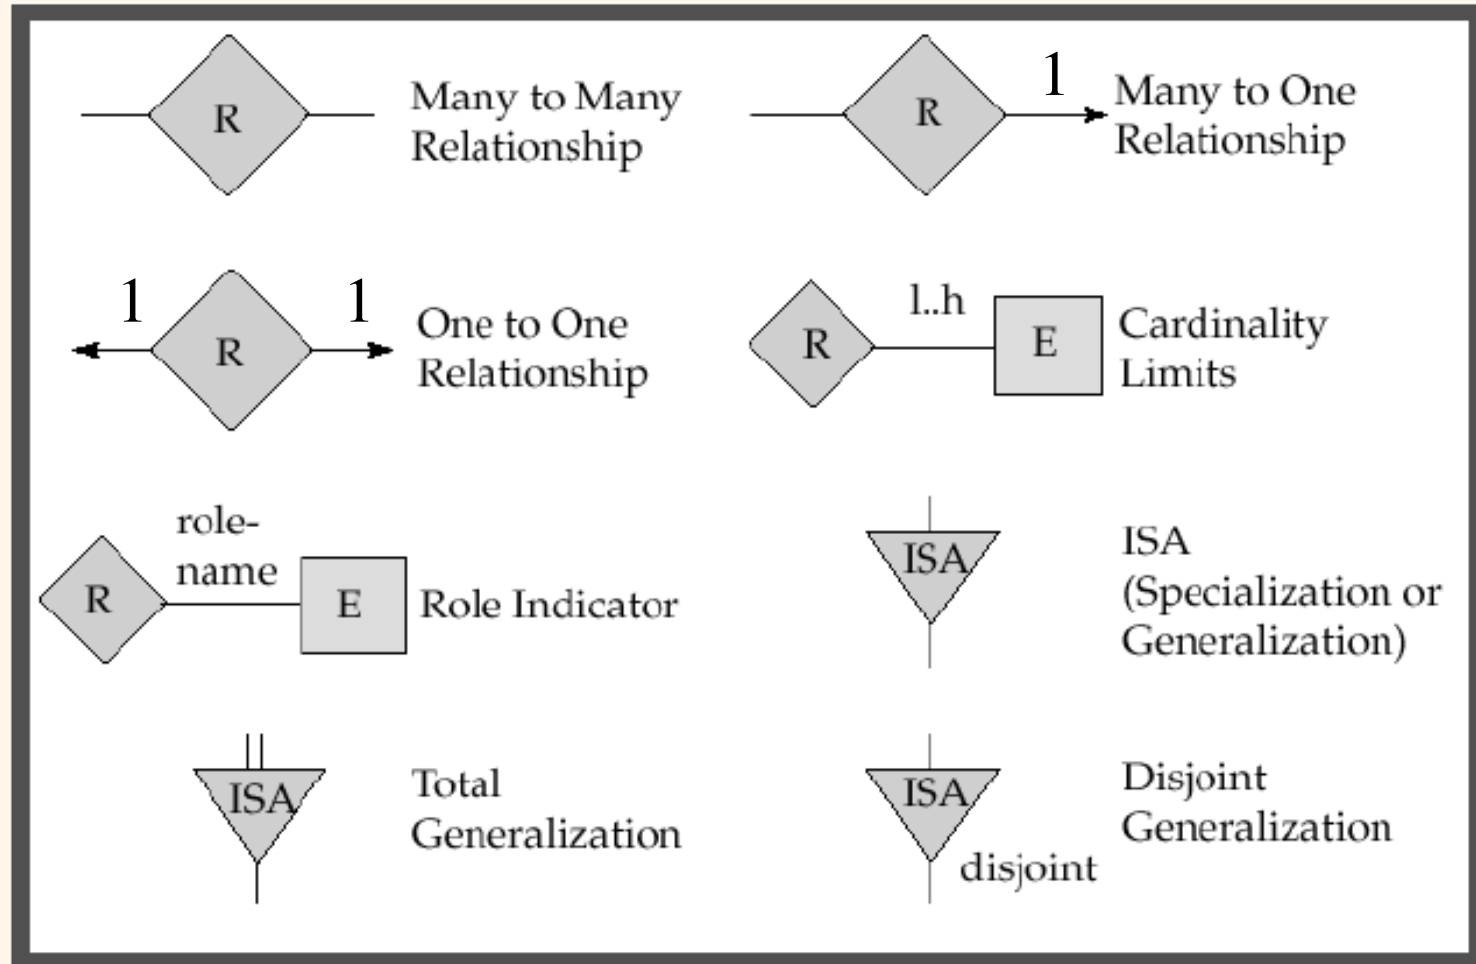 R
Many to Many
Relationship
R
1
Many to One
Relationship
1
R
1
One to One
Relationship
R
l..h
E
Cardinality
Limits
R
role-
name
E
Role Indicator
ISA
ISA
(Specialization or
Generalization)
ISA
Total
Generalization
ISA
disjoint
Disjoint
Generalization